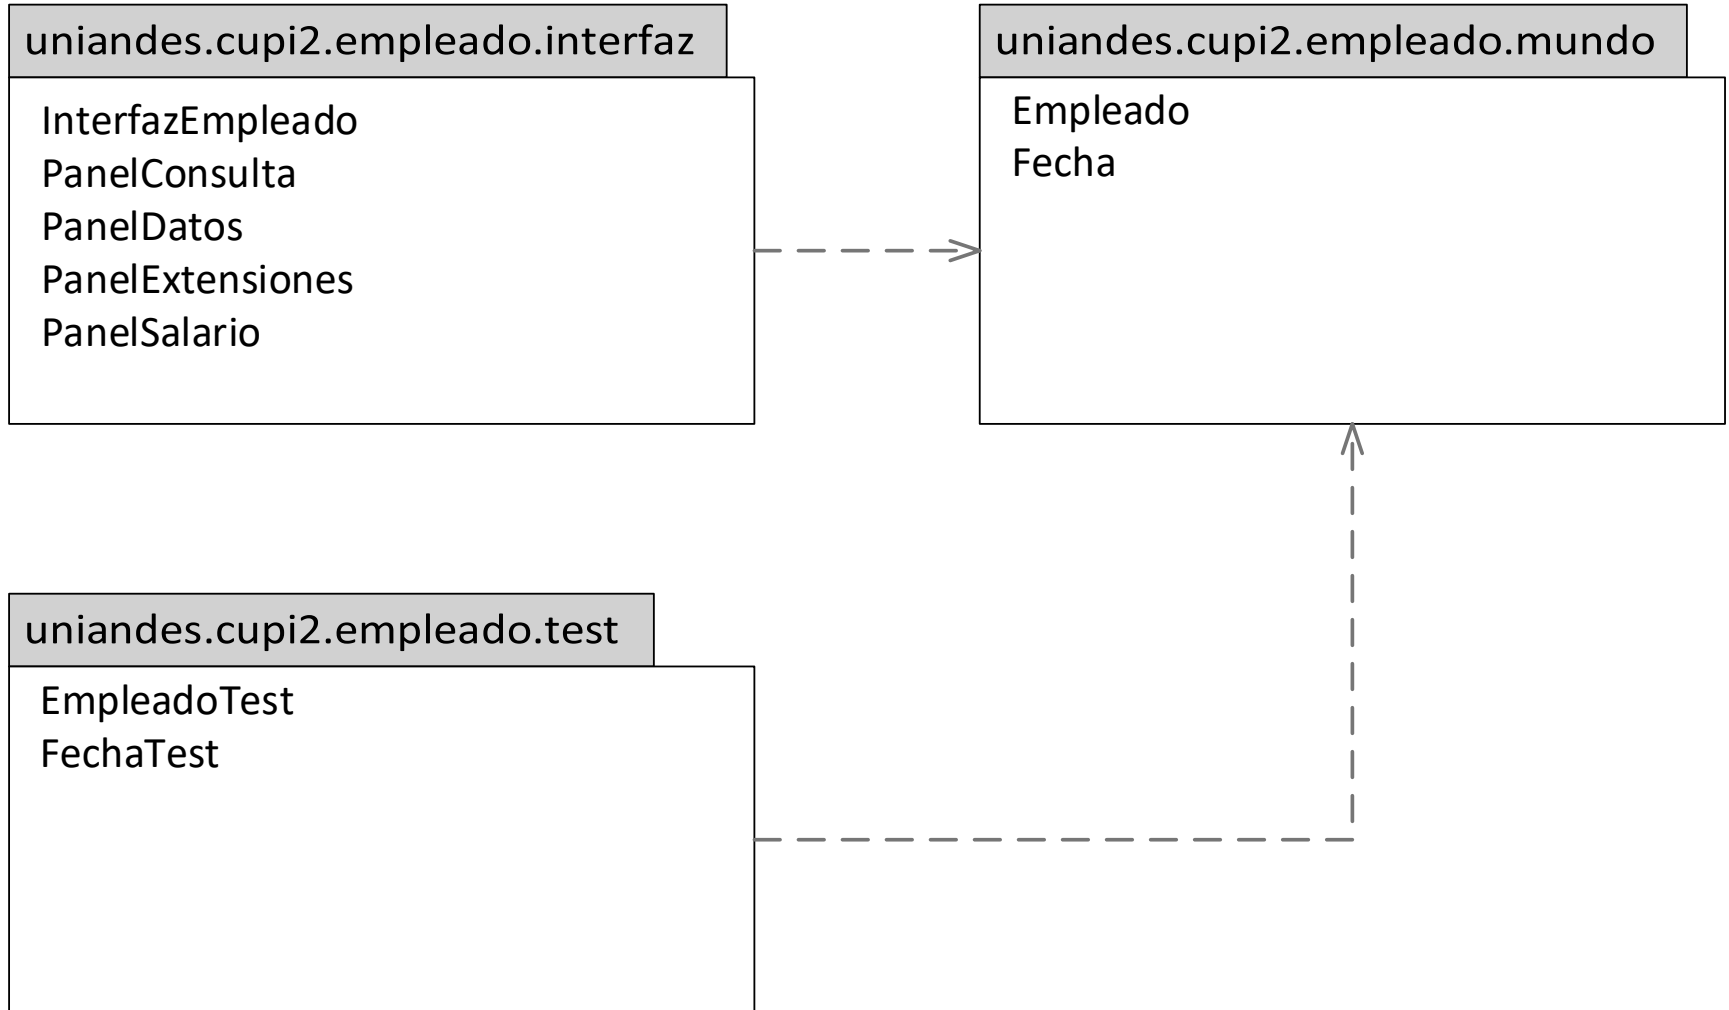 uniandes.cupi2.empleado.interfaz
InterfazEmpleado
PanelConsulta
PanelDatos
PanelExtensiones
PanelSalario
uniandes.cupi2.empleado.mundo
Empleado
Fecha
uniandes.cupi2.empleado.test
EmpleadoTest
FechaTest